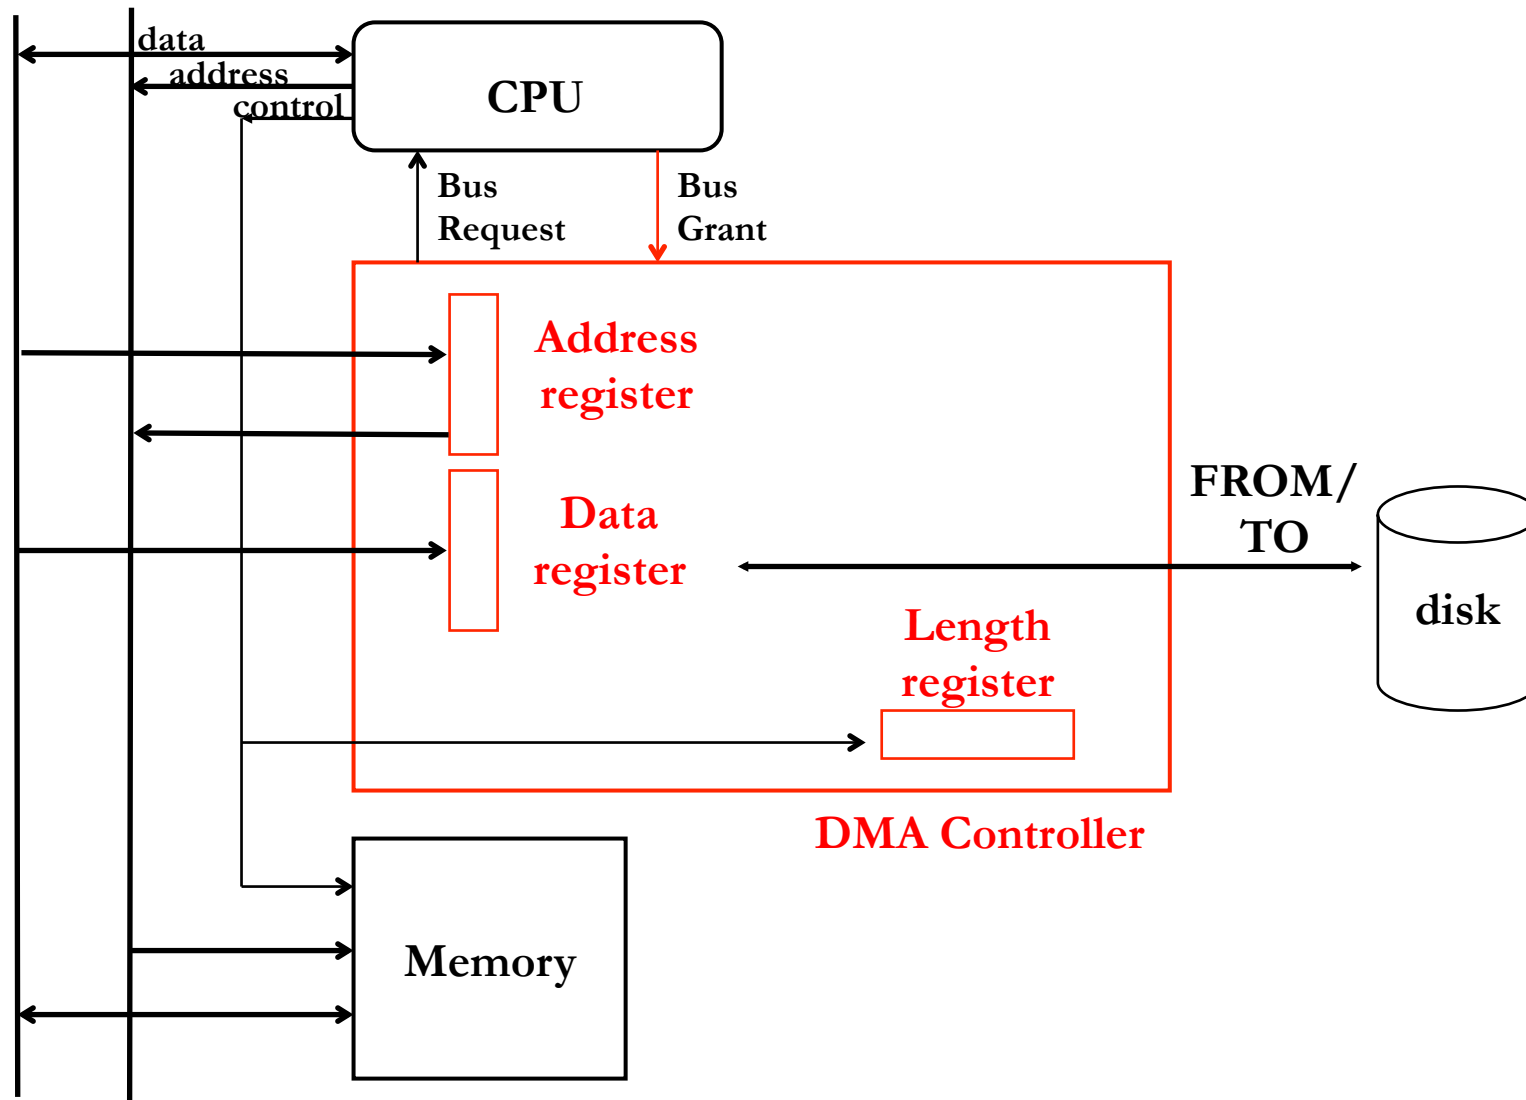 data
address
control
CPU
Bus
Request
Bus
Grant
Address
register
Data
register
FROM/
TO
disk
Length
register
DMA Controller
Memory